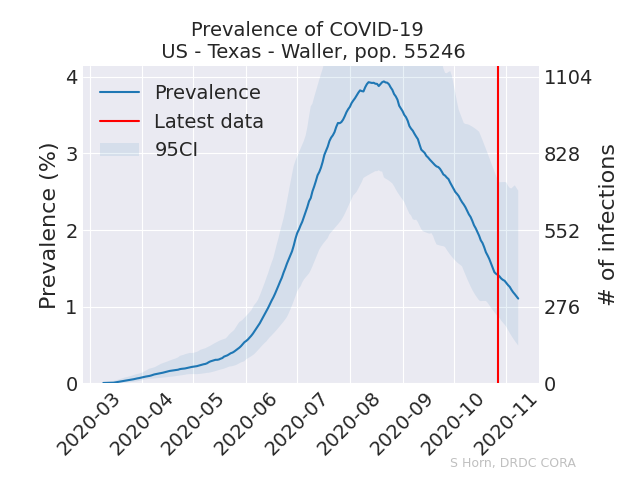 Prevalence of COVID-19
US - Texas - Waller, pop. 55246
Prevalence (%)
4
3
2
1
0
Prevalence
Latest data
95CI
1104
828
552
276
0
# of infections
2020-03
2020-04
2020-05
2020-06
2020-07
2020-08
2020-09
2020-10
2020-11
S Horn, DRDC CORA